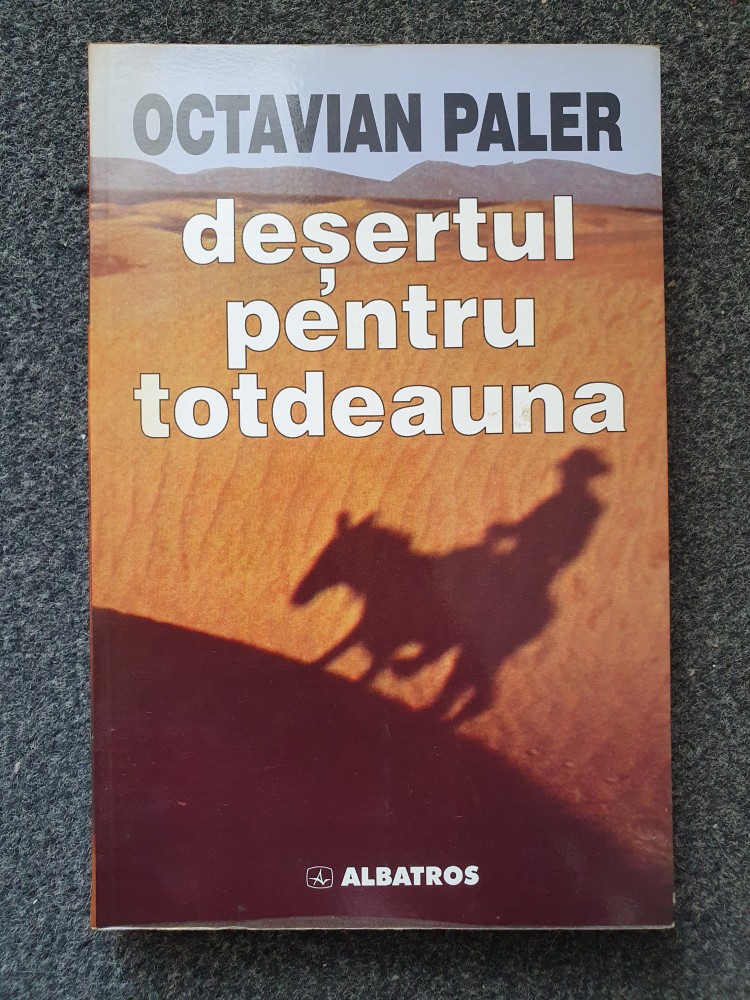 OCTAVIAN PALER
deșertul
pentru
totdeauna
ALBATROS